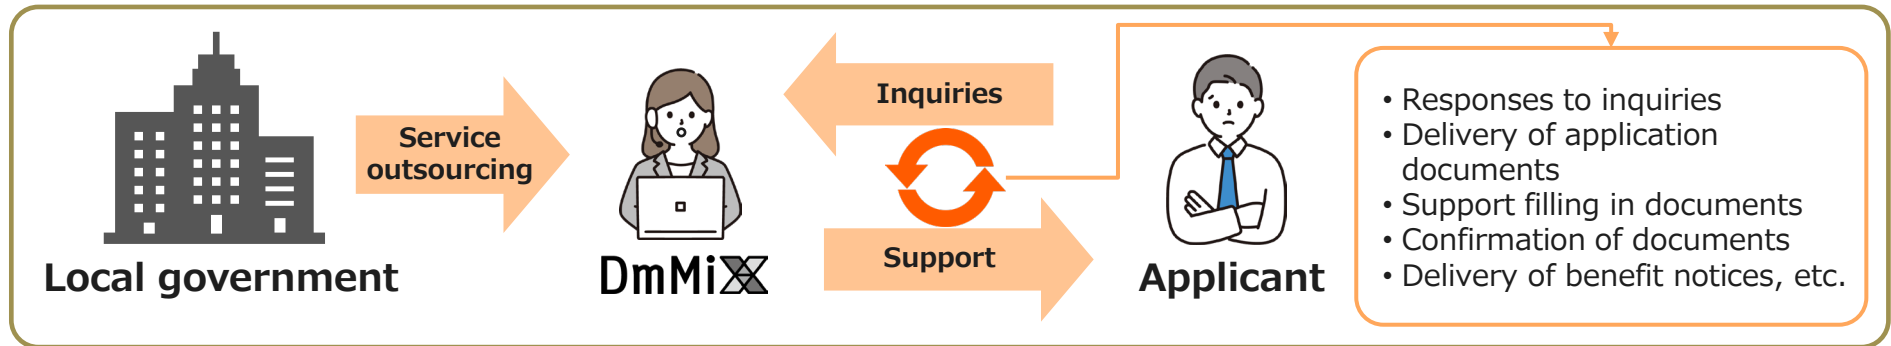 Local government
Service
outsourcing
DmMiX
Inquiries
Support
Applicant
• Responses to inquiries
• Delivery of application
documents
• Support filling in documents
• Confirmation of documents
• Delivery of benefit notices, etc.